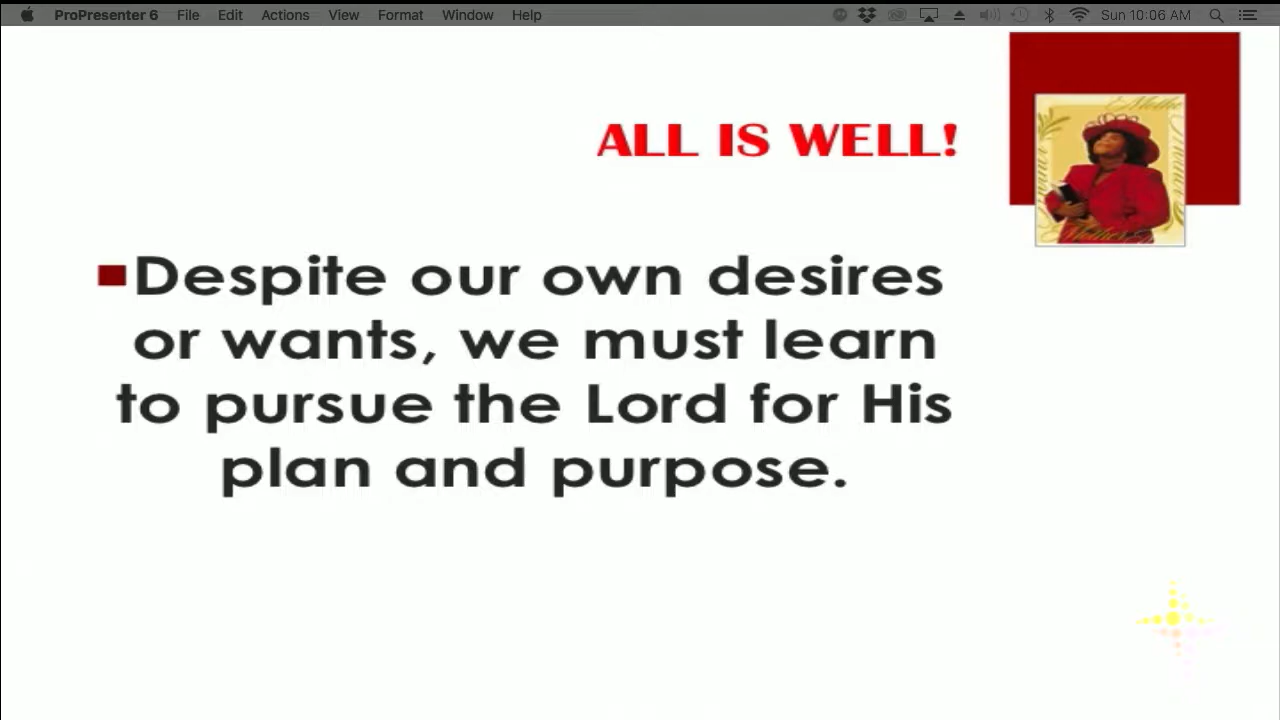 ProPresenter 6 File Edit Actions View Format Window Help Sun 10:06 AM
ALL IS WELL!
Despite our own desires
or wants, we must learn
to pursue the Lord for His
plan and purpose.